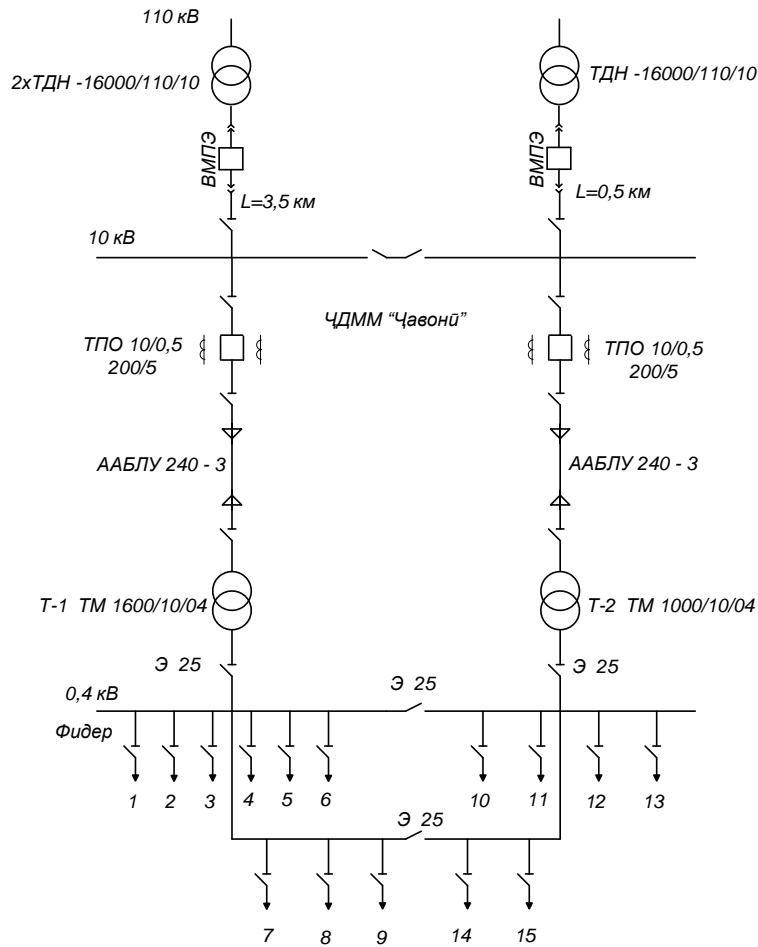 110 кВ
2хТДН -16000/110/10
ТДН -16000/110/10
ВМПЭ
ВМПЭ
L=3,5 км
L=0,5 км
10 кВ
ҶДММ “Ҷавонӣ”
ТПО 10/0,5
200/5
ТПО 10/0,5
200/5
ААБЛУ 240 - 3
ААБЛУ 240 - 3
Т-1 ТМ 1600/10/04
Т-2 ТМ 1000/10/04
Э 25
Э 25
0,4 кВ
Э 25
Фидер
1 2 3 4 5 6 10 11 12 13
Э 25
7 8 9 14 15